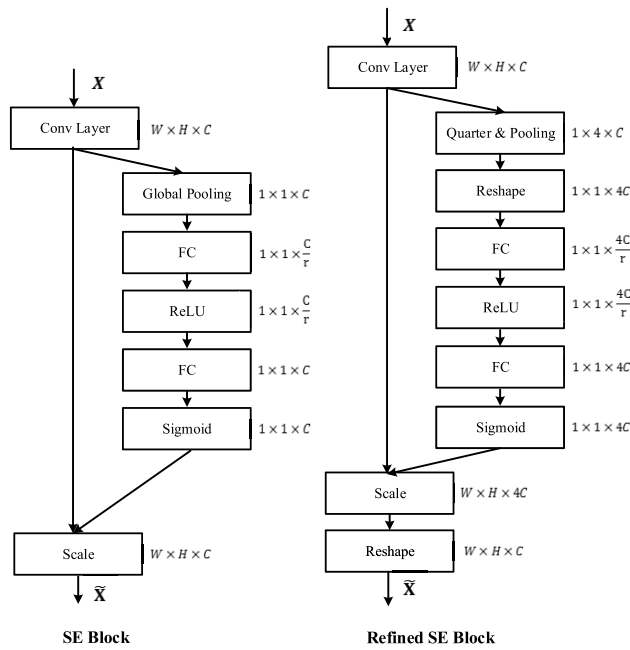 X
Conv Layer
W × H × C
Global Pooling
1 × 1 × C
FC
1 × 1 × C/r
ReLU
1 × 1 × C/r
FC
1 × 1 × C
Sigmoid
1 × 1 × C
Scale
W × H × C
X̃
SE Block
X
Conv Layer
W × H × C
Quarter & Pooling
1 × 4 × C
Reshape
1 × 1 × 4C
FC
1 × 1 × 4C/r
ReLU
1 × 1 × 4C/r
FC
1 × 1 × 4C
Sigmoid
1 × 1 × 4C
Scale
W × H × 4C
Reshape
W × H × C
X̃
Refined SE Block